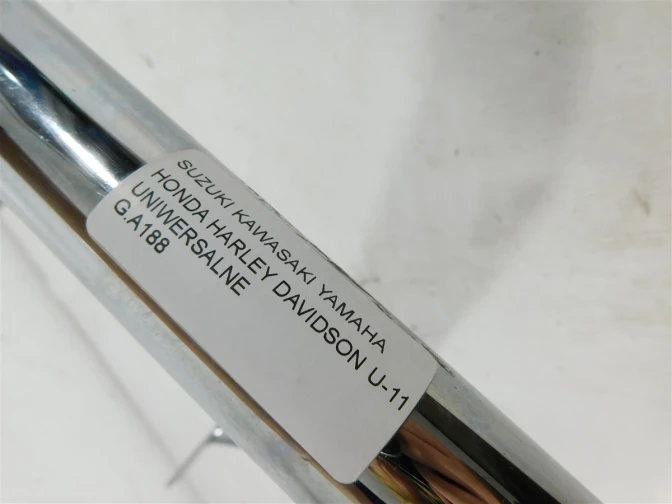 SUZUKI KAWASAKI YAMAHA
HONDA HARLEY DAVIDSON U-11
UNIWERSALNE
G.A188